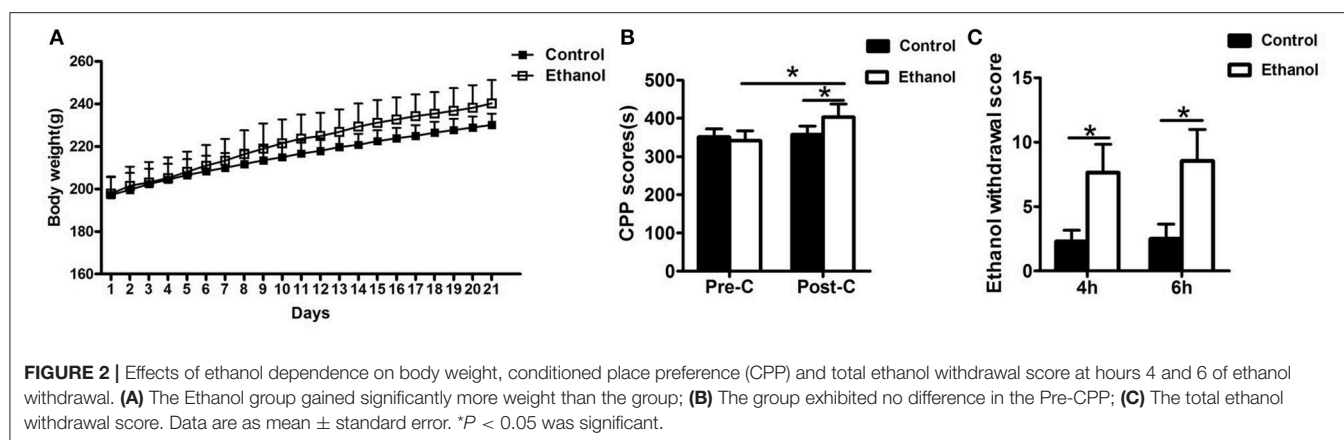 A
Control
Ethanol
260
240
220
200
180
160
Body weight(g)
1 2 3 4 5 6 7 8 9 10 11 12 13 14 15 16 17 18 19 20 21
Days
B
Control
Ethanol
500
400
300
200
100
0
CPP scores(s)
*
*
Pre-C Post-C
C
Control
Ethanol
15
10
5
0
Ethanol withdrawal score
* *
4h 6h
FIGURE 2 | Effects of ethanol dependence on body weight, conditioned place preference (CPP) and total ethanol withdrawal score at hours 4 and 6 of ethanol
withdrawal. (A) The Ethanol group gained significantly more weight than the group; (B) The group exhibited no difference in the Pre-CPP; (C) The total ethanol
withdrawal score. Data are as mean ± standard error. *P < 0.05 was significant.